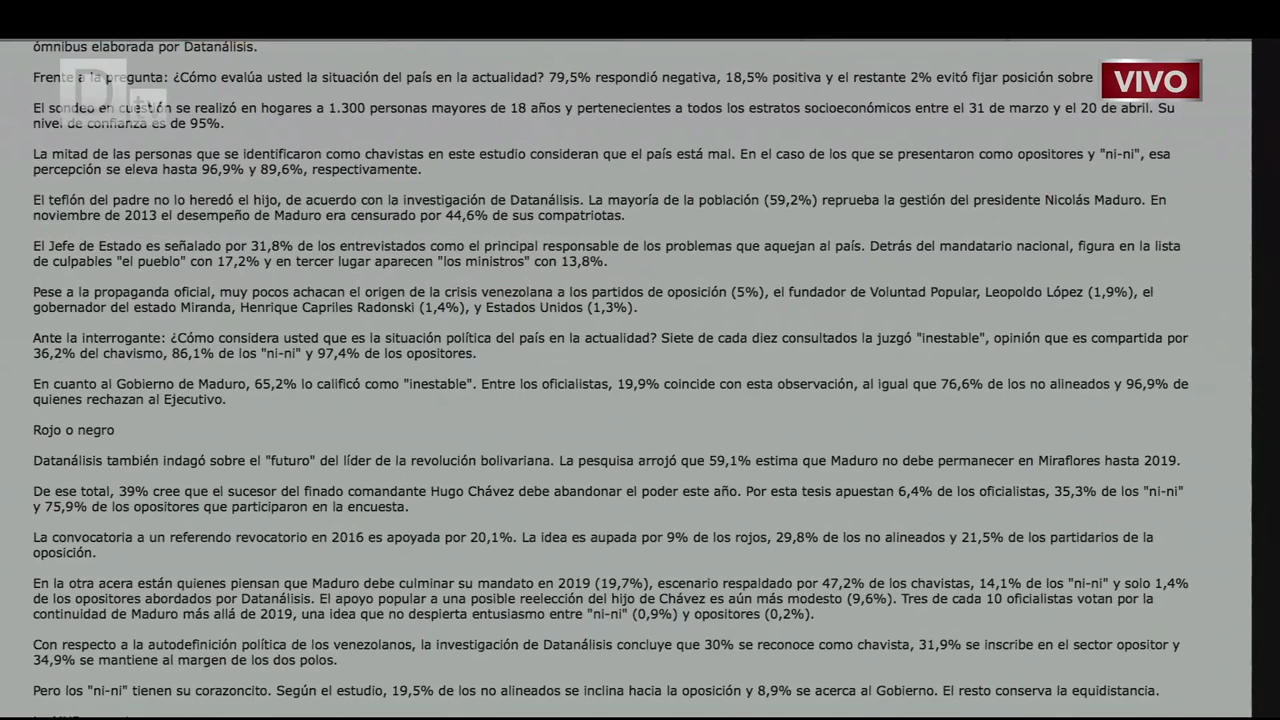 ómnibus elaborada por Datanálisis.
Frente a la pregunta: ¿Cómo evalúa usted la situación del país en la actualidad? 79,5% respondió negativa, 18,5% positiva y el restante 2% evitó fijar posición sobre
VIVO
D tv
El sondeo en cuestión se realizó en hogares a 1.300 personas mayores de 18 años y pertenecientes a todos los estratos socioeconómicos entre el 31 de marzo y el 20 de abril. Su
nivel de confianza es de 95%.
La mitad de las personas que se identificaron como chavistas en este estudio consideran que el país está mal. En el caso de los que se presentaron como opositores y "ni-ni", esa
percepción se eleva hasta 96,9% y 89,6%, respectivamente.
El teflón del padre no lo heredó el hijo, de acuerdo con la investigación de Datanálisis. La mayoría de la población (59,2%) reprueba la gestión del presidente Nicolás Maduro. En
noviembre de 2013 el desempeño de Maduro era censurado por 44,6% de sus compatriotas.
El Jefe de Estado es señalado por 31,8% de los entrevistados como el principal responsable de los problemas que aquejan al país. Detrás del mandatario nacional, figura en la lista
de culpables "el pueblo" con 17,2% y en tercer lugar aparecen "los ministros" con 13,8%.
Pese a la propaganda oficial, muy pocos achacan el origen de la crisis venezolana a los partidos de oposición (5%), el fundador de Voluntad Popular, Leopoldo López (1,9%), el
gobernador del estado Miranda, Henrique Capriles Radonski (1,4%), y Estados Unidos (1,3%).
Ante la interrogante: ¿Cómo considera usted que es la situación política del país en la actualidad? Siete de cada diez consultados la juzgó "inestable", opinión que es compartida por
36,2% del chavismo, 86,1% de los "ni-ni" y 97,4% de los opositores.
En cuanto al Gobierno de Maduro, 65,2% lo calificó como "inestable". Entre los oficialistas, 19,9% coincide con esta observación, al igual que 76,6% de los no alineados y 96,9% de
quienes rechazan al Ejecutivo.
Rojo o negro
Datanálisis también indagó sobre el "futuro" del líder de la revolución bolivariana. La pesquisa arrojó que 59,1% estima que Maduro no debe permanecer en Miraflores hasta 2019.
De ese total, 39% cree que el sucesor del finado comandante Hugo Chávez debe abandonar el poder este año. Por esta tesis apuestan 6,4% de los oficialistas, 35,3% de los "ni-ni"
y 75,9% de los opositores que participaron en la encuesta.
La convocatoria a un referendo revocatorio en 2016 es apoyada por 20,1%. La idea es aupada por 9% de los rojos, 29,8% de los no alineados y 21,5% de los partidarios de la
oposición.
En la otra acera están quienes piensan que Maduro debe culminar su mandato en 2019 (19,7%), escenario respaldado por 47,2% de los chavistas, 14,1% de los "ni-ni" y solo 1,4%
de los opositores abordados por Datanálisis. El apoyo popular a una posible reelección del hijo de Chávez es aún más modesto (9,6%). Tres de cada 10 oficialistas votan por la
continuidad de Maduro más allá de 2019, una idea que no despierta entusiasmo entre "ni-ni" (0,9%) y opositores (0,2%).
Con respecto a la autodefinición política de los venezolanos, la investigación de Datanálisis concluye que 30% se reconoce como chavista, 31,9% se inscribe en el sector opositor y
34,9% se mantiene al margen de los dos polos.
Pero los "ni-ni" tienen su corazoncito. Según el estudio, 19,5% de los no alineados se inclina hacia la oposición y 8,9% se acerca al Gobierno. El resto conserva la equidistancia.